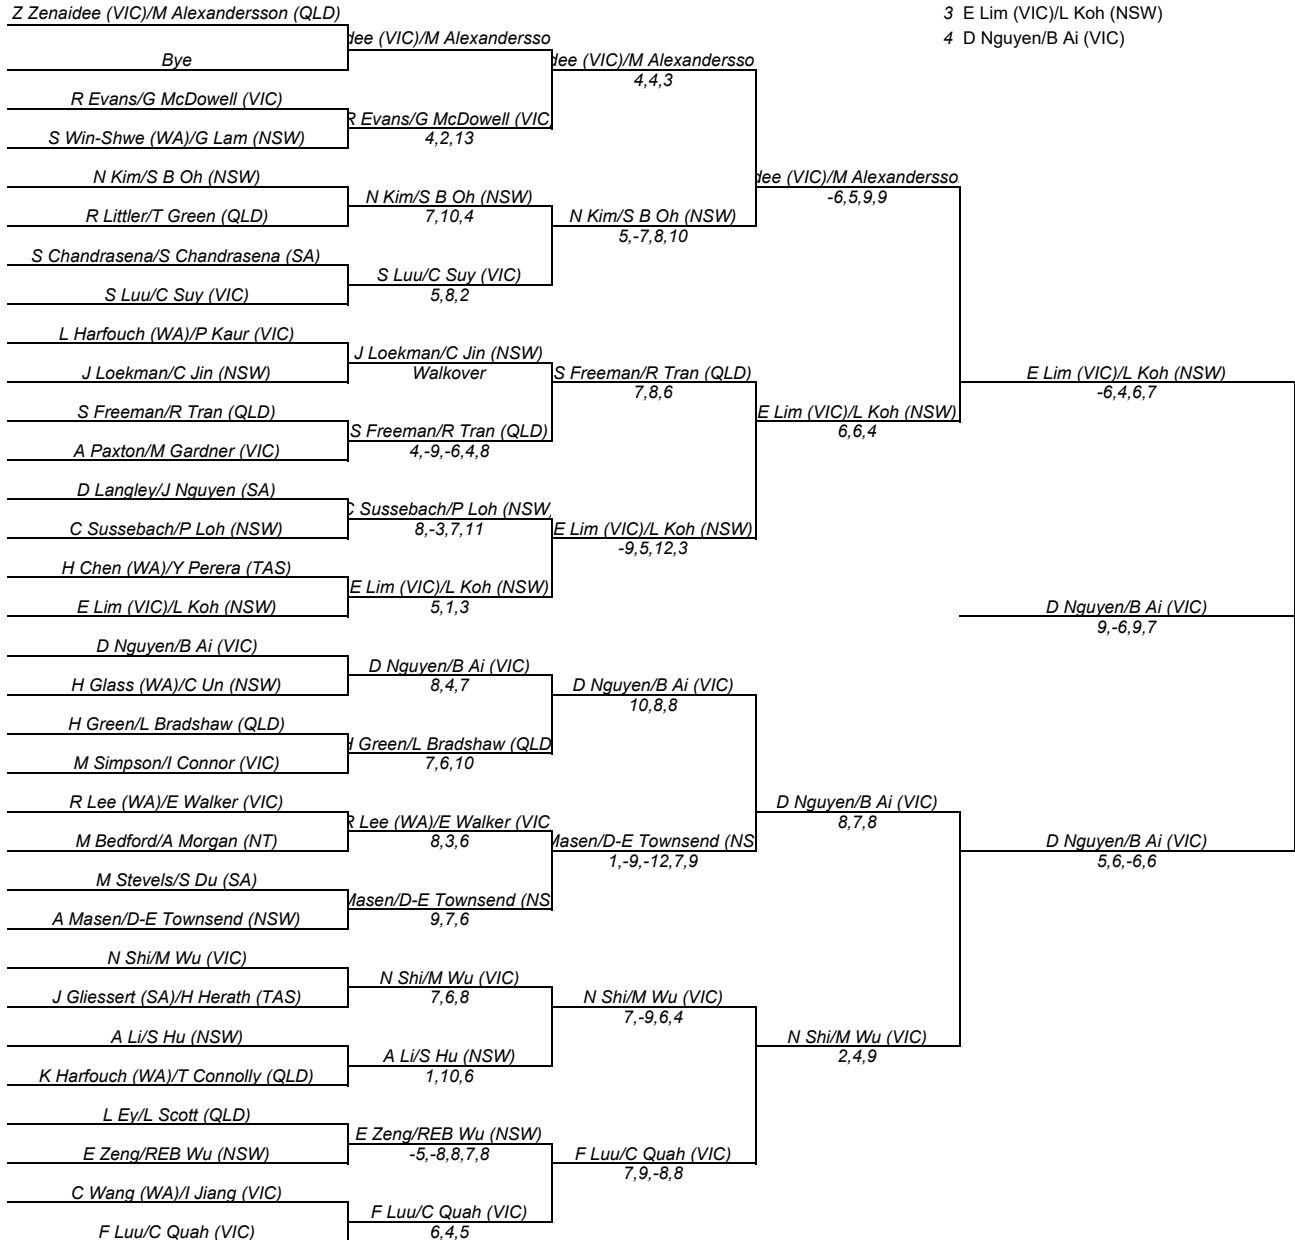 Z Zenaidee (VIC)/M Alexandersson (QLD)
3 E Lim (VIC)/L Koh (NSW)
dee (VIC)/M Alexandersso
4 D Nguyen/B Ai (VIC)
Bye
dee (VIC)/M Alexandersso
4,4,3
R Evans/G McDowell (VIC)
R Evans/G McDowell (VIC
4,2,13
S Win-Shwe (WA)/G Lam (NSW)
N Kim/S B Oh (NSW)
dee (VIC)/M Alexandersso
-6,5,9,9
N Kim/S B Oh (NSW)
7,10,4
R Littler/T Green (QLD)
N Kim/S B Oh (NSW)
5,-7,8,10
S Chandrasena/S Chandrasena (SA)
S Luu/C Suy (VIC)
5,8,2
S Luu/C Suy (VIC)
L Harfouch (WA)/P Kaur (VIC)
J Loekman/C Jin (NSW)
Walkover
J Loekman/C Jin (NSW)
S Freeman/R Tran (QLD)
7,8,6
E Lim (VIC)/L Koh (NSW)
-6,4,6,7
S Freeman/R Tran (QLD)
E Lim (VIC)/L Koh (NSW)
6,6,4
S Freeman/R Tran (QLD)
4,-9,-6,4,8
A Paxton/M Gardner (VIC)
D Langley/J Nguyen (SA)
C Sussebach/P Loh (NSW
8,-3,7,11
C Sussebach/P Loh (NSW)
E Lim (VIC)/L Koh (NSW)
-9,5,12,3
H Chen (WA)/Y Perera (TAS)
E Lim (VIC)/L Koh (NSW)
5,1,3
E Lim (VIC)/L Koh (NSW)
D Nguyen/B Ai (VIC)
9,-6,9,7
D Nguyen/B Ai (VIC)
D Nguyen/B Ai (VIC)
8,4,7
H Glass (WA)/C Un (NSW)
D Nguyen/B Ai (VIC)
10,8,8
H Green/L Bradshaw (QLD)
H Green/L Bradshaw (QLD
7,6,10
M Simpson/I Connor (VIC)
R Lee (WA)/E Walker (VIC)
D Nguyen/B Ai (VIC)
8,7,8
R Lee (WA)/E Walker (VIC
8,3,6
M Bedford/A Morgan (NT)
Masen/D-E Townsend (NS
1,-9,-12,7,9
D Nguyen/B Ai (VIC)
5,6,-6,6
M Stevels/S Du (SA)
Masen/D-E Townsend (NS
9,7,6
A Masen/D-E Townsend (NSW)
N Shi/M Wu (VIC)
N Shi/M Wu (VIC)
7,6,8
J Gliessert (SA)/H Herath (TAS)
N Shi/M Wu (VIC)
7,-9,6,4
A Li/S Hu (NSW)
N Shi/M Wu (VIC)
2,4,9
A Li/S Hu (NSW)
1,10,6
K Harfouch (WA)/T Connolly (QLD)
L Ey/L Scott (QLD)
E Zeng/REB Wu (NSW)
-5,-8,8,7,8
E Zeng/REB Wu (NSW)
F Luu/C Quah (VIC)
7,9,-8,8
C Wang (WA)/I Jiang (VIC)
F Luu/C Quah (VIC)
6,4,5
F Luu/C Quah (VIC)